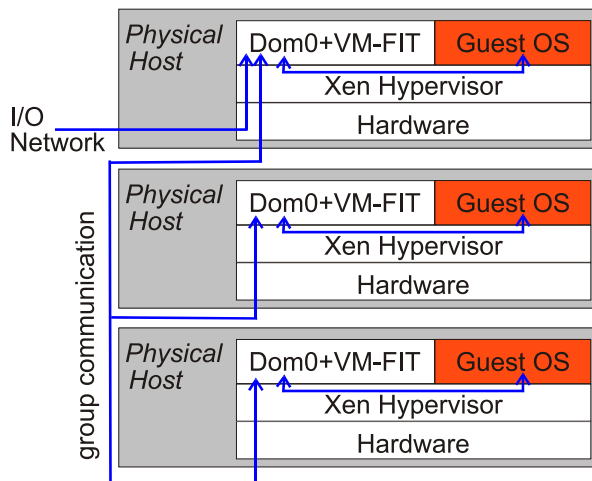 Physical
Host
Dom0+VM-FIT
Guest OS
Xen Hypervisor
Hardware
I/O
Network
group communication
Physical
Host
Dom0+VM-FIT
Guest OS
Xen Hypervisor
Hardware
Physical
Host
Dom0+VM-FIT
Guest OS
Xen Hypervisor
Hardware